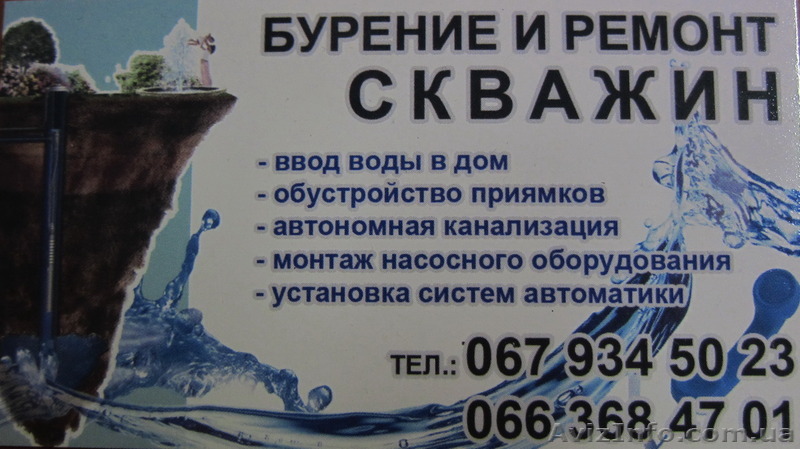 БУРЕНИЕ И РЕМОНТ
СКВАЖИН
- ввод воды в дом
- обустройство приямков
- автономная канализация
- монтаж насосного оборудования
- установка систем автоматики
ТЕЛ.: 067 934 50 23
066 368 47 01
AvizInfo.com.ua